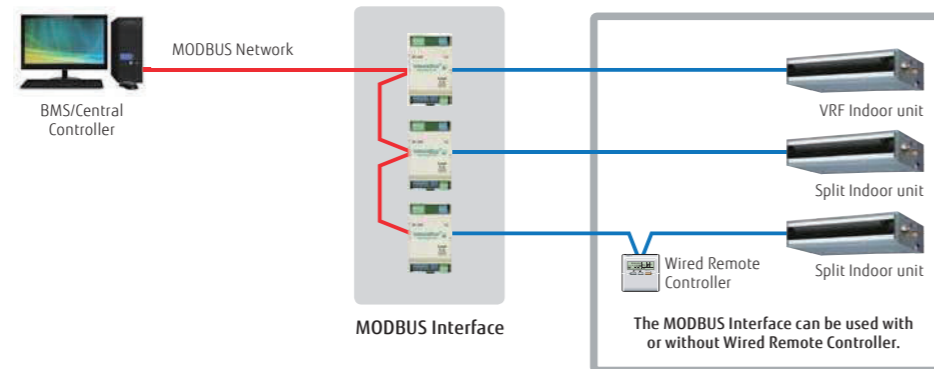 MODBUS Network
BMS/Central
Controller
MODBUS Interface
VRF Indoor unit
Split Indoor unit
Wired Remote
Controller
Split Indoor unit
The MODBUS Interface can be used with
or without Wired Remote Controller.